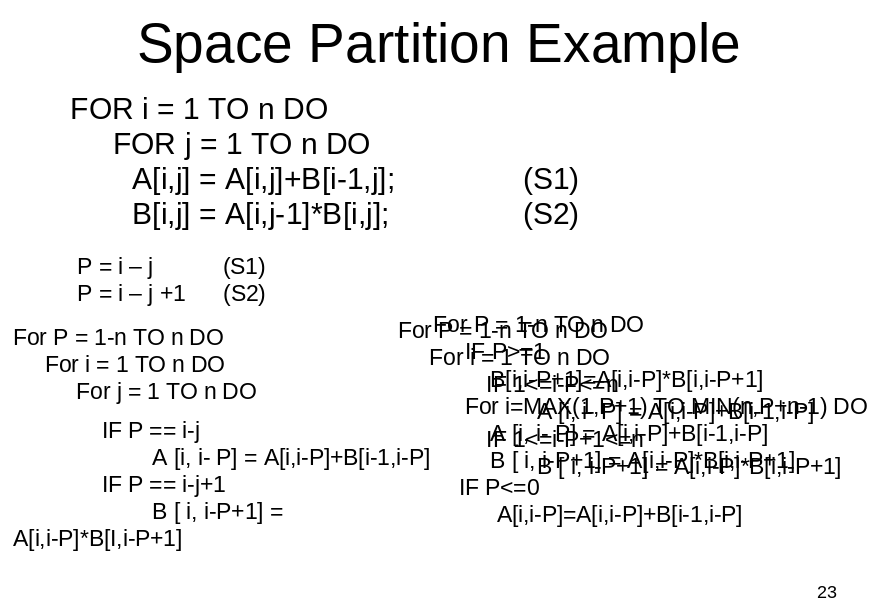 Space Partition Example
FOR i = 1 TO n DO
FOR j = 1 TO n DO
A[i,j] = A[i,j]+B[i-1,j]; (S1)
B[i,j] = A[i,j-1]*B[i,j]; (S2)
P = i – j (S1)
P = i – j +1 (S2)
For P = 1-n TO n DO
For i = 1 TO n DO
For j = 1 TO n DO
IF P == i-j
A [i, i- P] = A[i,i-P]+B[i-1,i-P]
IF P == i-j+1
B [ i, i-P+1] =
A[i,i-P]*B[I,i-P+1]
For P = 1-n TO n DO
For i = 1 TO n DO
IF 1<=i-P<=n
A [i, i- P] = A[i,i-P]+B[i-1,i-P]
IF 1<=i-P+1<=n
B [ i, i-P+1] = A[i,i-P]*B[i,i-P+1]
For P = 1-n TO n DO
IF P>=1
B[i,i-P+1]=A[i,i-P]*B[i,i-P+1]
For i=MAX(1,P+1) TO MIN(n,P+n-1) DO
A [i, i- P] = A[i,i-P]+B[i-1,i-P]
B [ i, i-P+1] = A[i,i-P]*B[i,i-P+1]
IF P<=0
A[i,i-P]=A[i,i-P]+B[i-1,i-P]
23